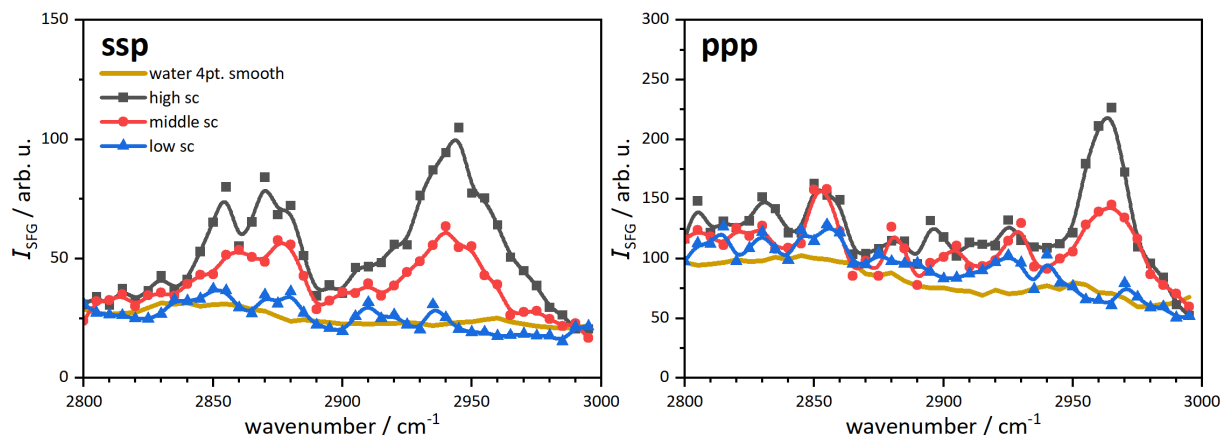 ssp
water 4pt. smooth
high sc
middle sc
low sc
150
100
50
0
I_SFG / arb. u.
2800 2850 2900 2950 3000
wavenumber / cm⁻¹
ppp
300
250
200
150
100
50
0
I_SFG / arb. u.
2800 2850 2900 2950 3000
wavenumber / cm⁻¹